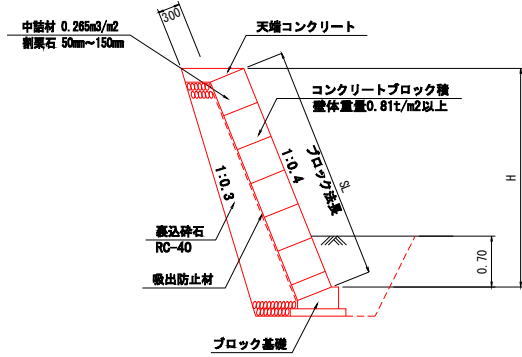 300
中詰材 0.265m3/m2
割栗石 50mm～150mm
天端コンクリート
コンクリートブロック積
壁体重量0.81t/m2以上
1:0.4
ブロック法長
SL
H
1:0.3
裏込砕石
RC-40
吸出防止材
0.70
ブロック基礎